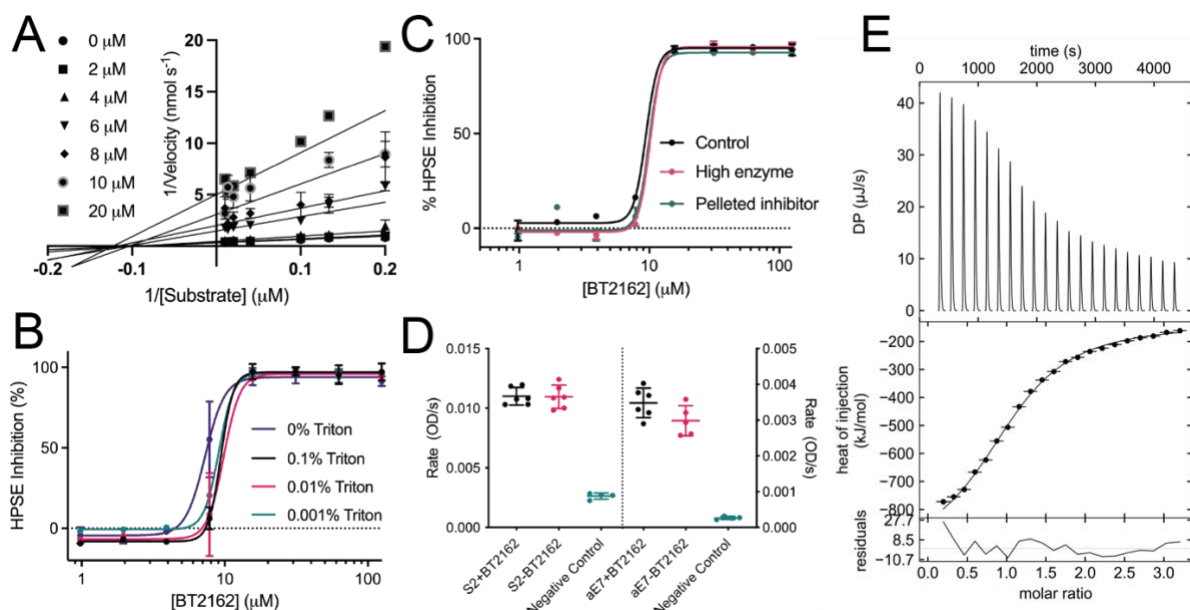 A
0 μM
2 μM
4 μM
6 μM
8 μM
10 μM
20 μM
1/Velocity (nmol s⁻¹)
20
15
10
5
-0.2
-0.1
0.1
0.2
1/[Substrate] (μM)
B
HPSE Inhibition (%)
100
50
0
0% Triton
0.1% Triton
0.01% Triton
0.001% Triton
1
10
100
[BT2162] (μM)
C
% HPSE Inhibition
100
50
0
Control
High enzyme
Pelleted inhibitor
1
10
100
[BT2162] (μM)
D
Rate (OD/s)
0.015
0.010
0.005
0.000
0.005
0.004
0.003
0.002
0.001
0.000
Rate (OD/s)
S2+BT2162
S2-BT2162
Negative Control
aE7+BT2162
aE7-BT2162
Negative Control
E
time (s)
0 1000 2000 3000 4000
DP (μJ/s)
40
30
20
10
0
heat of injection (kJ/mol)
-200
-300
-400
-500
-600
-700
-800
residuals
27.7
8.5
-10.7
0.0 0.5 1.0 1.5 2.0 2.5 3.0
molar ratio